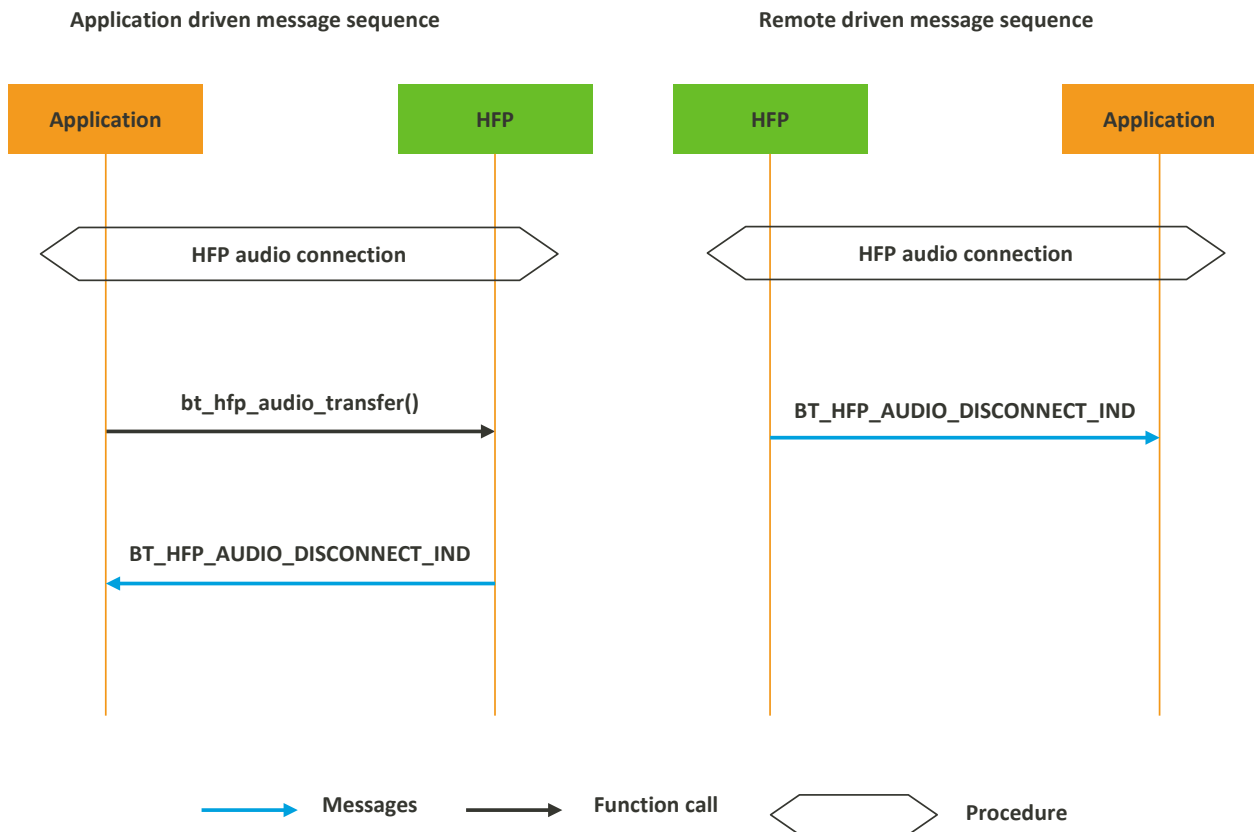 Application driven message sequence
Remote driven message sequence
Application
HFP
HFP
Application
HFP audio connection
HFP audio connection
bt_hfp_audio_transfer()
BT_HFP_AUDIO_DISCONNECT_IND
BT_HFP_AUDIO_DISCONNECT_IND
Messages
Function call
Procedure